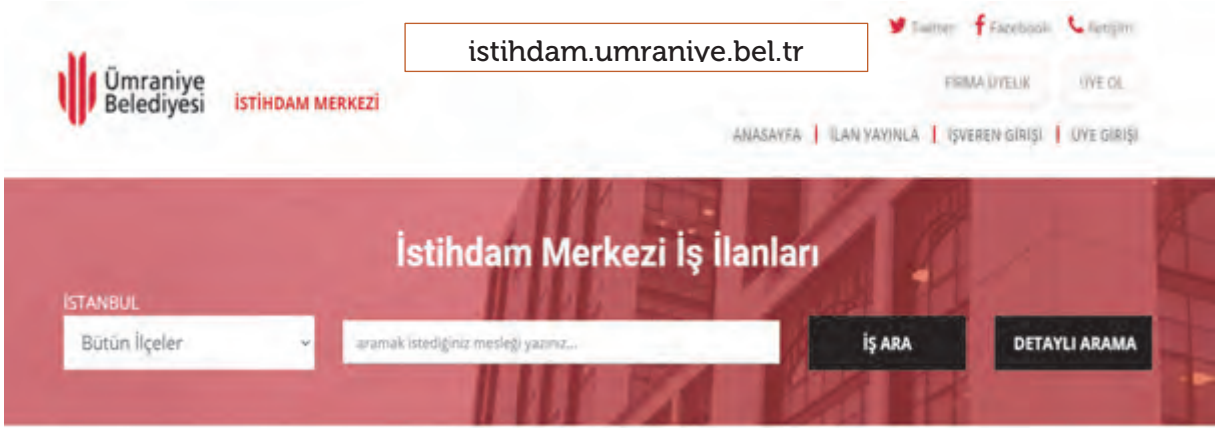 Twitter Facebook İletişim
istihdam.umraniye.bel.tr
Ümraniye
Belediyesi
İSTİHDAM MERKEZİ
FİRMA ÜYELİK ÜYE OL
ANASAYFA | İLAN YAYINLA | İŞVEREN GİRİŞİ | ÜYE GİRİŞİ
İstihdam Merkezi İş İlanları
İSTANBUL
Bütün İlçeler aramak istediğiniz mesleği yazınız... İŞ ARA DETAYLI ARAMA